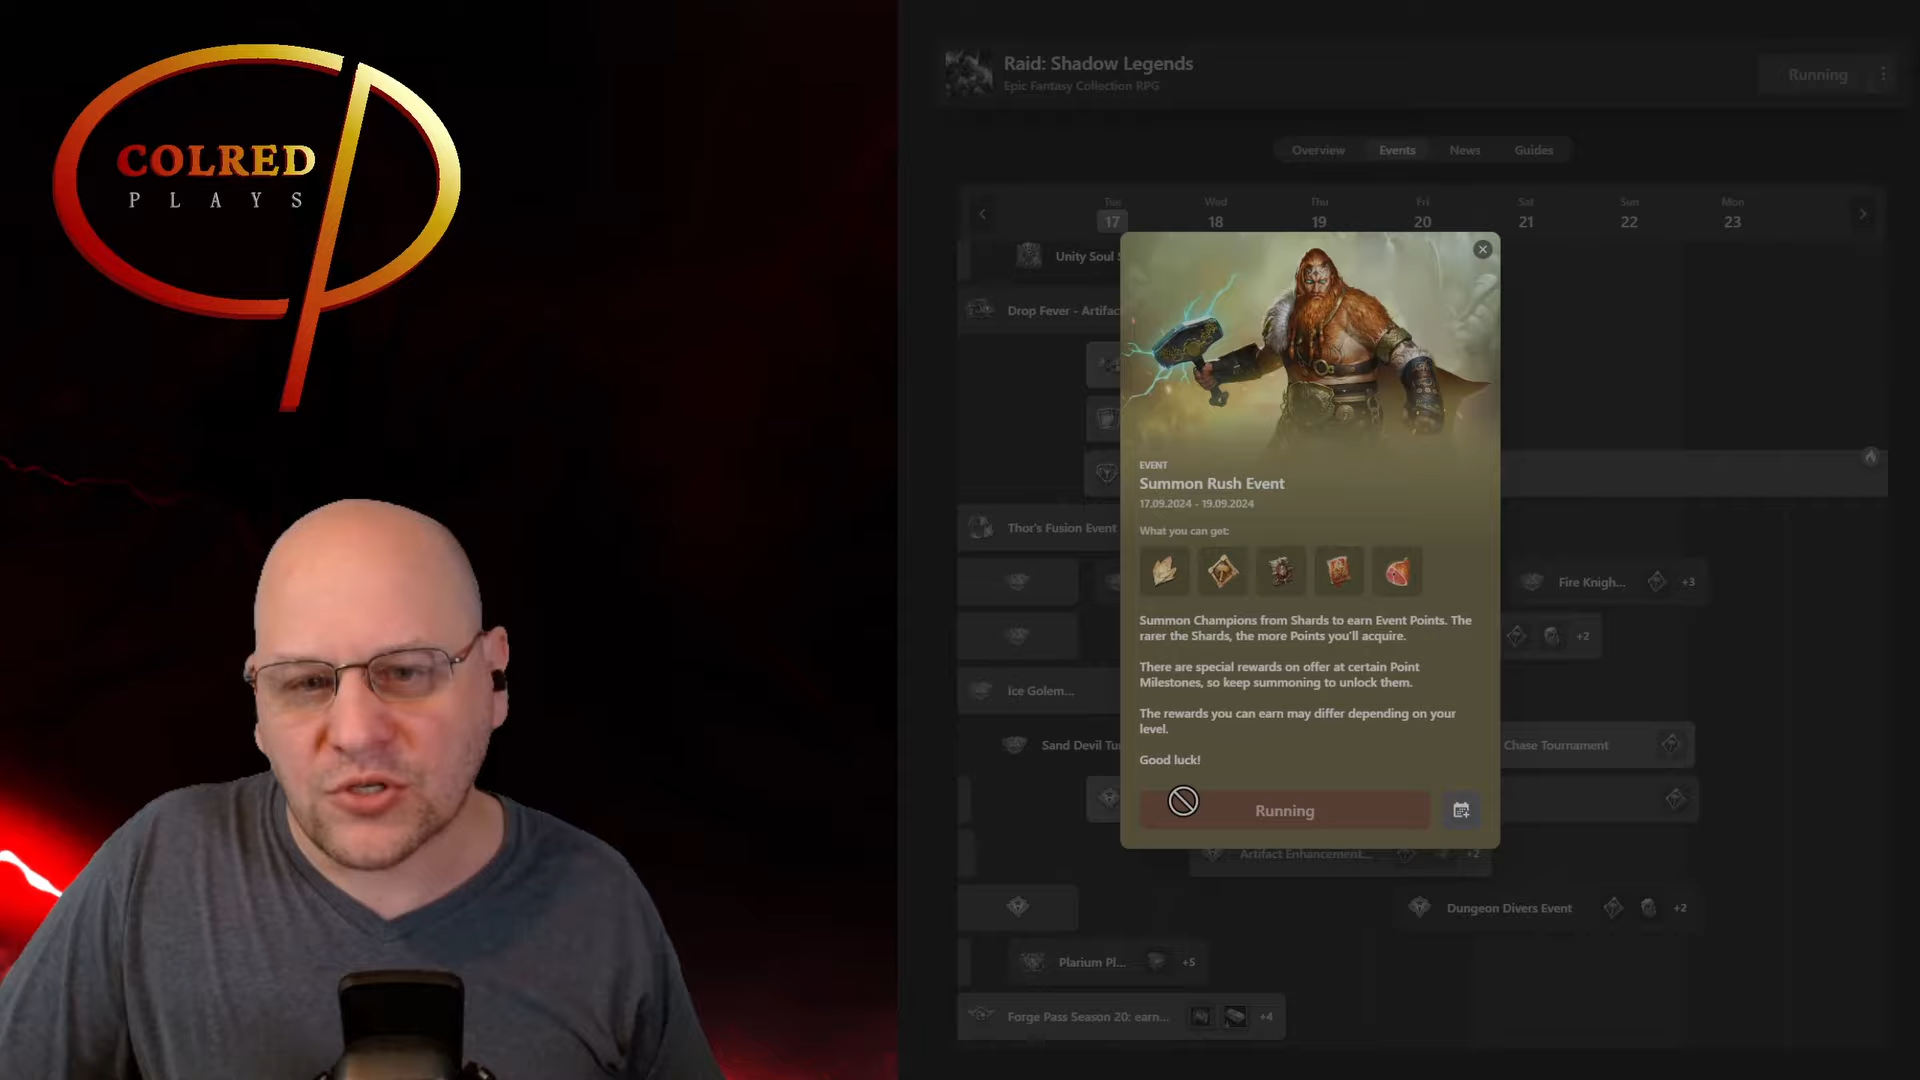 COLRED
PLAYS
Raid: Shadow Legends
Epic Fantasy Collection RPG
Running
Overview
Events
News
Guides
Tue
Wed
Thu
Fri
Sat
Sun
Mon
17
18
19
20
21
22
23
Unity Soul
Drop Fever - Artifac
EVENT
Summon Rush Event
17.09.2024 - 19.09.2024
What you can get:
Thor's Fusion Event
Fire Knigh...
+3
Summon Champions from Shards to earn Event Points. The
rarer the Shards, the more Points you'll acquire.
+2
There are special rewards on offer at certain Point
Milestones, so keep summoning to unlock them.
Ice Golem...
The rewards you can earn may differ depending on your
level.
Sand Devil Tu
Chase Tournament
Good luck!
Running
Artifact Enhancement...
+2
Dungeon Divers Event
+2
Plarium Pl...
+5
Forge Pass Season 20: earn...
+4